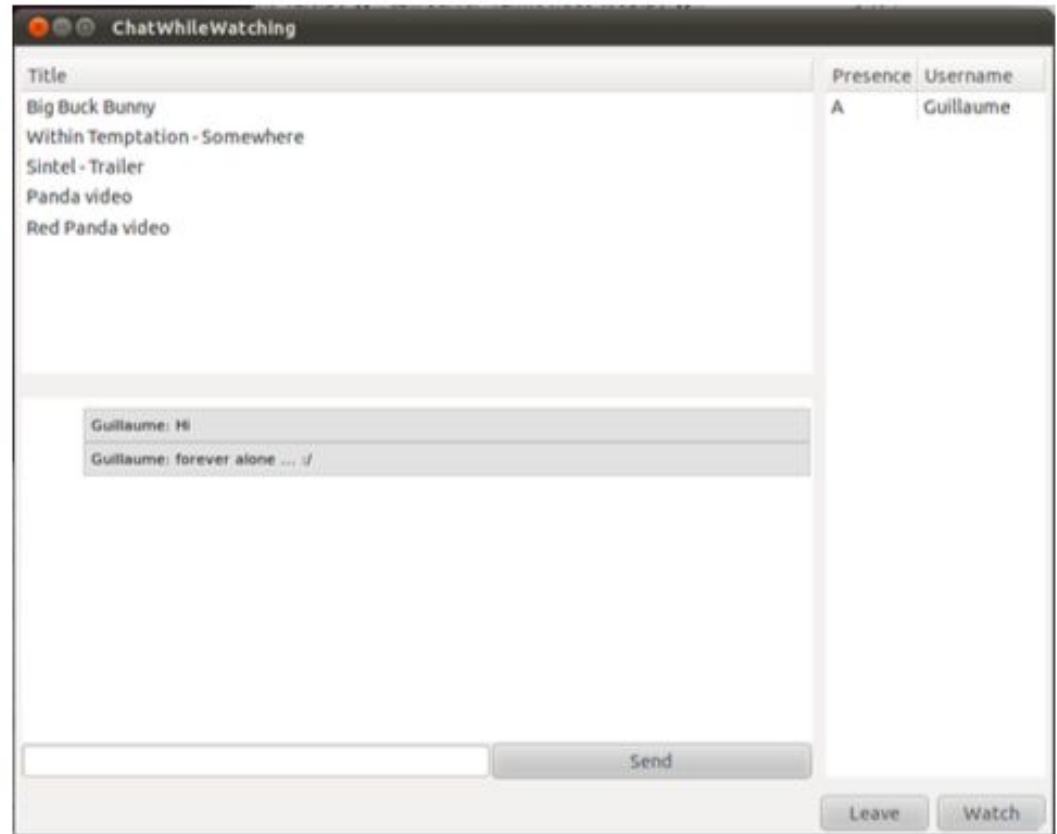 ChatWhileWatching
Title
Big Buck Bunny
Within Temptation - Somewhere
Sintel - Trailer
Panda video
Red Panda video
Presence Username
A Guillaume
Guillaume: Hi
Guillaume: forever alone ... :/
Send
Leave Watch